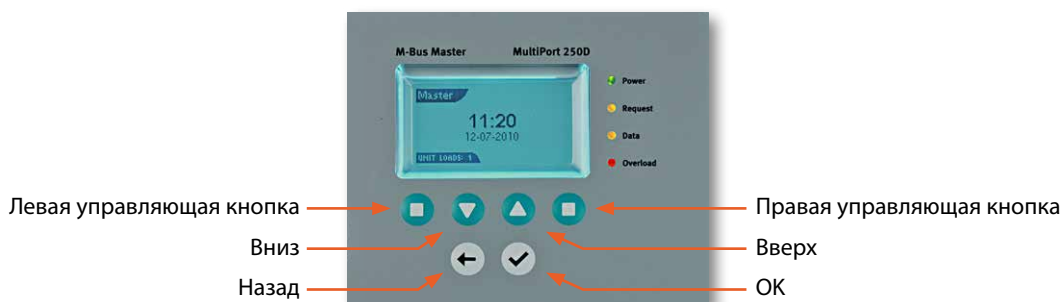 M-Bus Master MultiPort 250D
Master
11:20
12-07-2010
UNIT LOADS: 1
Power
Request
Data
Overload
Левая управляющая кнопка
Правая управляющая кнопка
Вниз
Вверх
Назад
OK